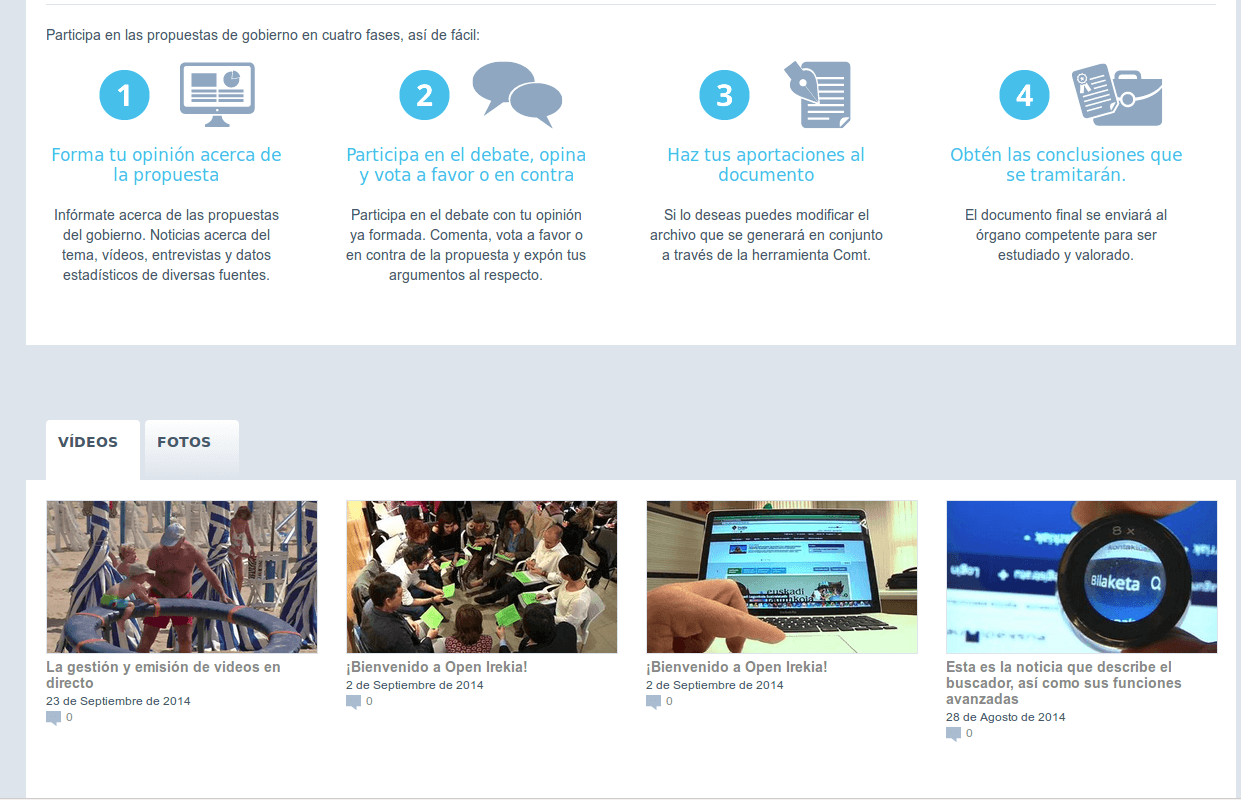 Participa en las propuestas de gobierno en cuatro fases, así de fácil:
1
2
3
4
Forma tu opinión acerca de
la propuesta
Infórmate acerca de las propuestas
del gobierno. Noticias acerca del
tema, vídeos, entrevistas y datos
estadísticos de diversas fuentes.
Participa en el debate, opina
y vota a favor o en contra
Participa en el debate con tu opinión
ya formada. Comenta, vota a favor o
en contra de la propuesta y expón tus
argumentos al respecto.
Haz tus aportaciones al
documento
Si lo deseas puedes modificar el
archivo que se generará en conjunto
a través de la herramienta Comt.
Obtén las conclusiones que
se tramitarán.
El documento final se enviará al
órgano competente para ser
estudiado y valorado.
VÍDEOS
FOTOS
La gestión y emisión de videos en
directo
23 de Septiembre de 2014
0
¡Bienvenido a Open Irekia!
2 de Septiembre de 2014
0
euskadi
¡Bienvenido a Open Irekia!
2 de Septiembre de 2014
0
8x
kontaktua
Bilaketa
Esta es la noticia que describe el
buscador, así como sus funciones
avanzadas
28 de Agosto de 2014
0